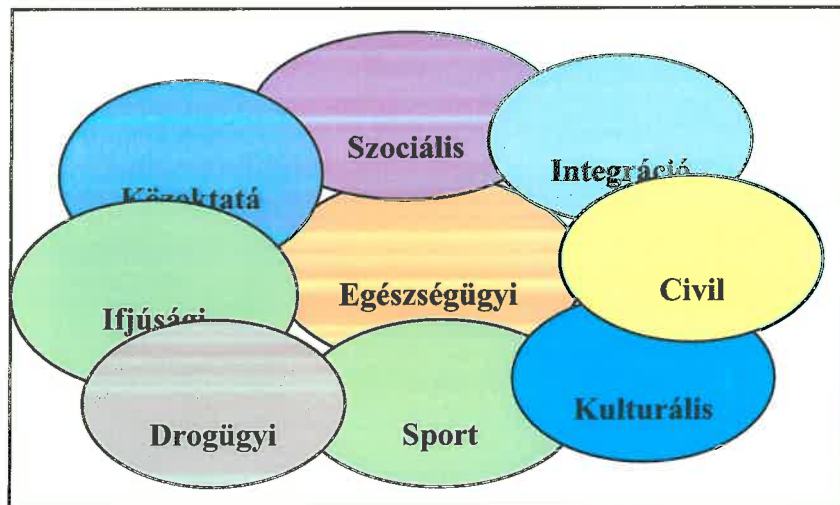 Szociális
Integráció
Közoktatá
Egészségügyi
Civil
Ifjúsági
Kulturális
Drogügyi
Sport